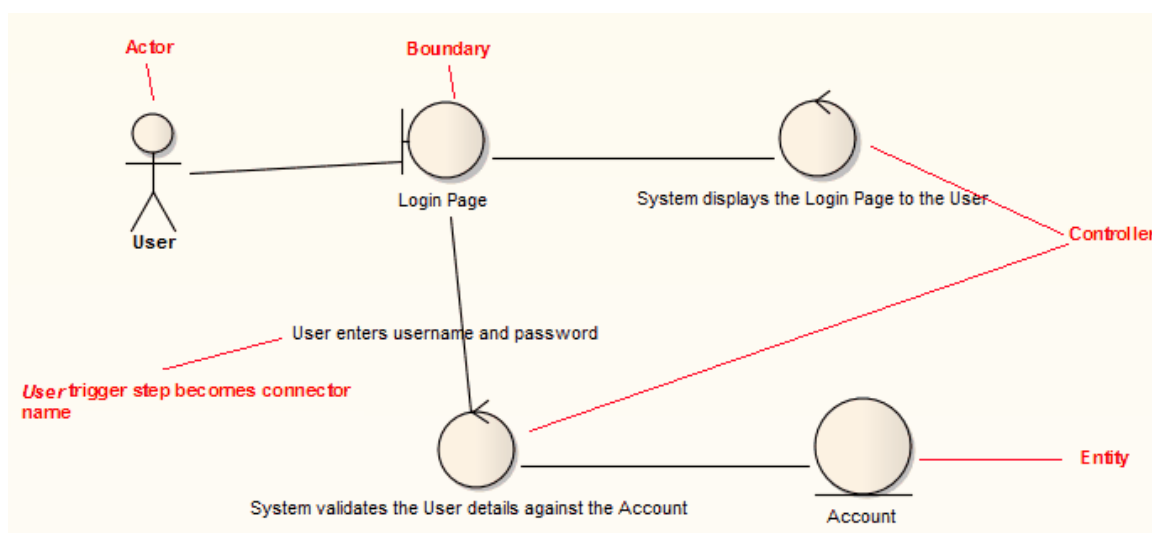 Actor
Boundary
Login Page
System displays the Login Page to the User
User
Controller
User enters username and password
User trigger step becomes connector
name
Entity
System validates the User details against the Account
Account